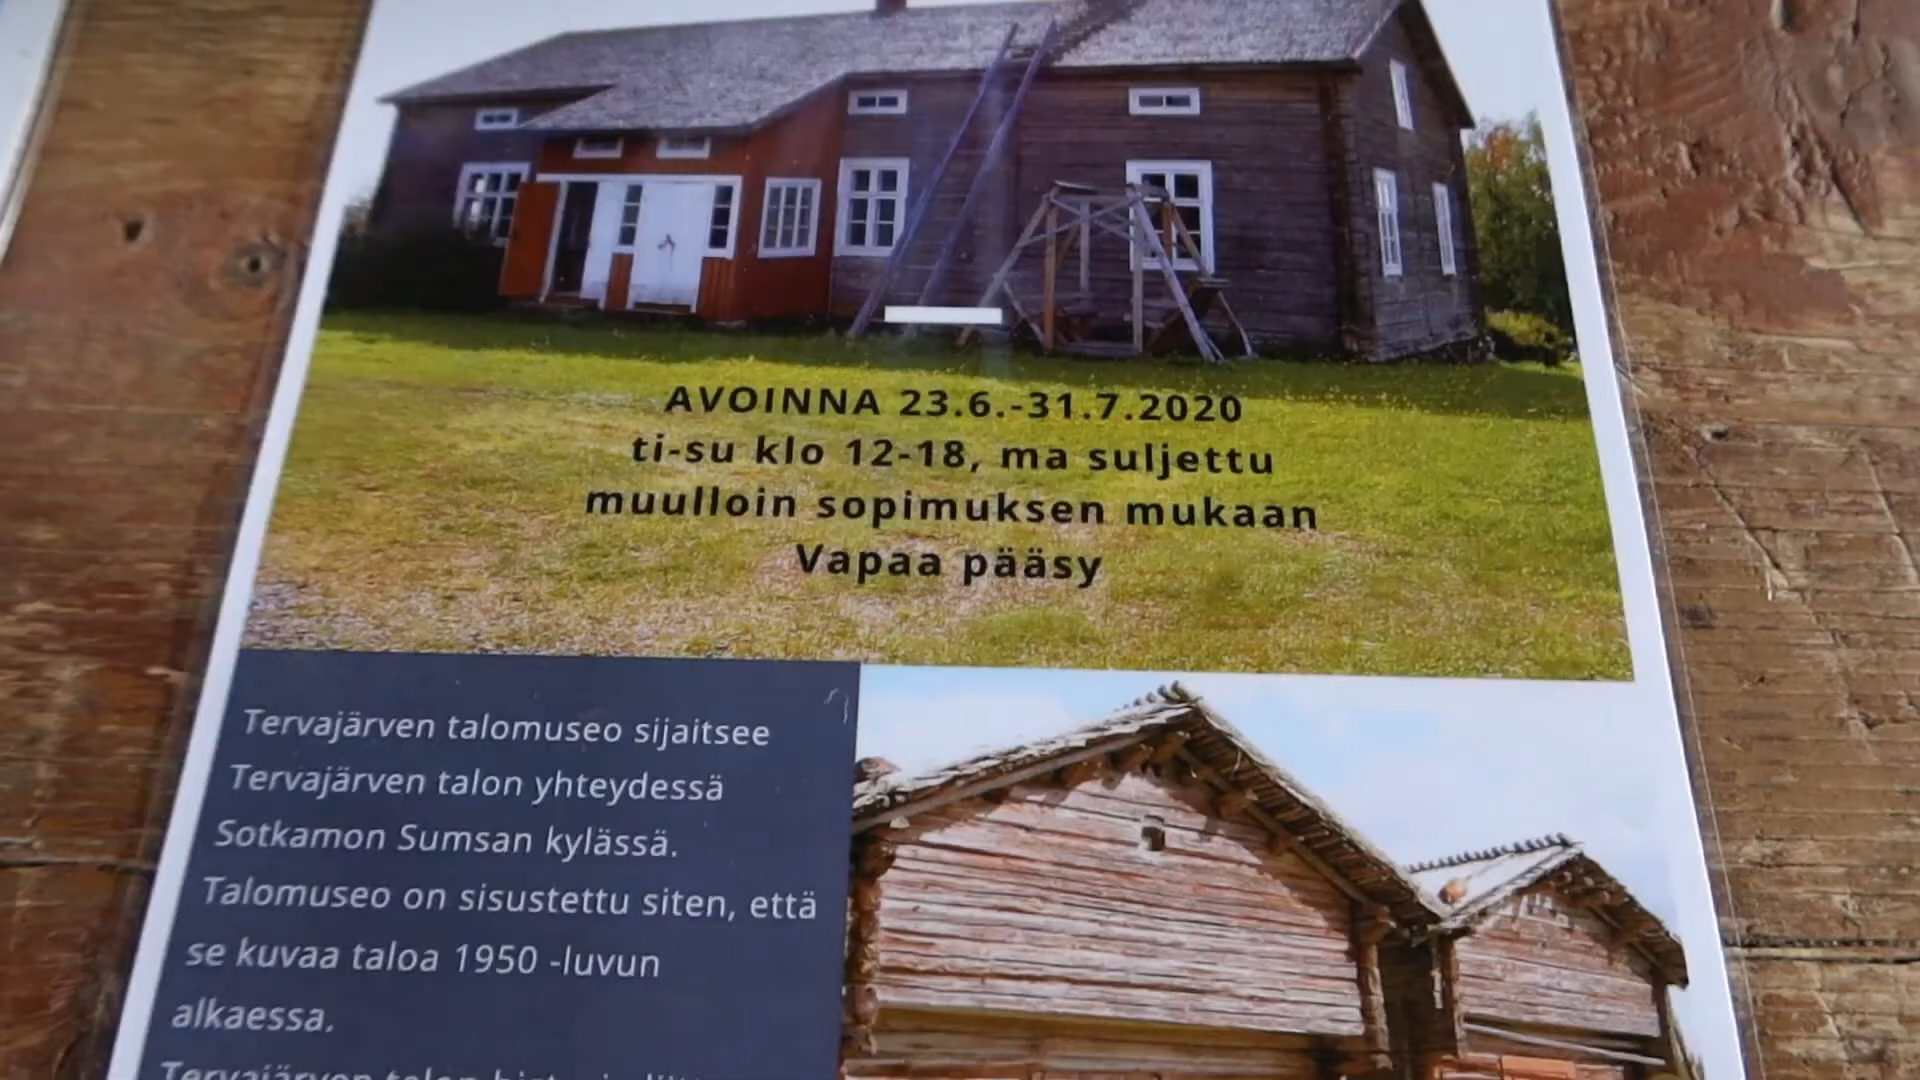 AVOINNA 23.6.-31.7.2020
ti-su klo 12-18, ma suljettu
muulloin sopimuksen mukaan
Vapaa pääsy
Tervajärven talomuseo sijaitsee
Tervajärven talon yhteydessä
Sotkamon Sumsan kylässä.
Talomuseo on sisustettu siten, että
se kuvaa taloa 1950 -luvun
alkaessa.
Tervajärven talon